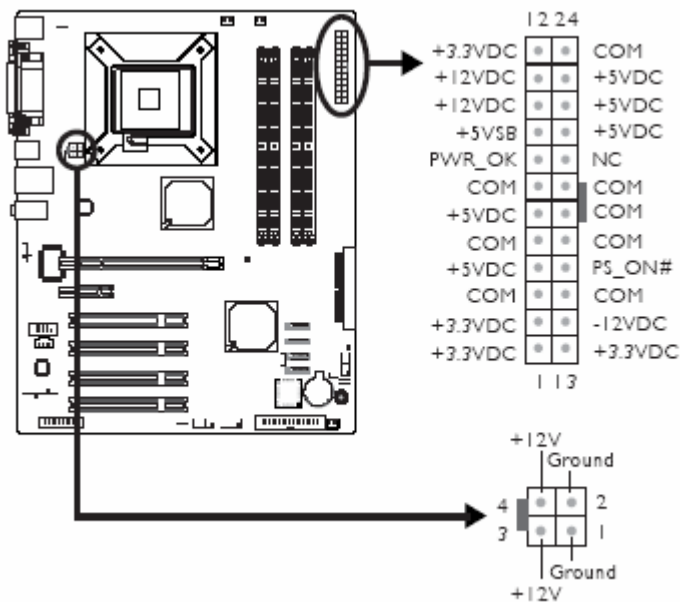 12 24
+3.3VDC COM
+12VDC +5VDC
+12VDC +5VDC
+5VSB +5VDC
PWR_OK NC
COM COM
+5VDC COM
COM COM
+5VDC PS_ON#
COM COM
+3.3VDC -12VDC
+3.3VDC +3.3VDC
1 13
+12V
Ground
4 2
3 1
Ground
+12V